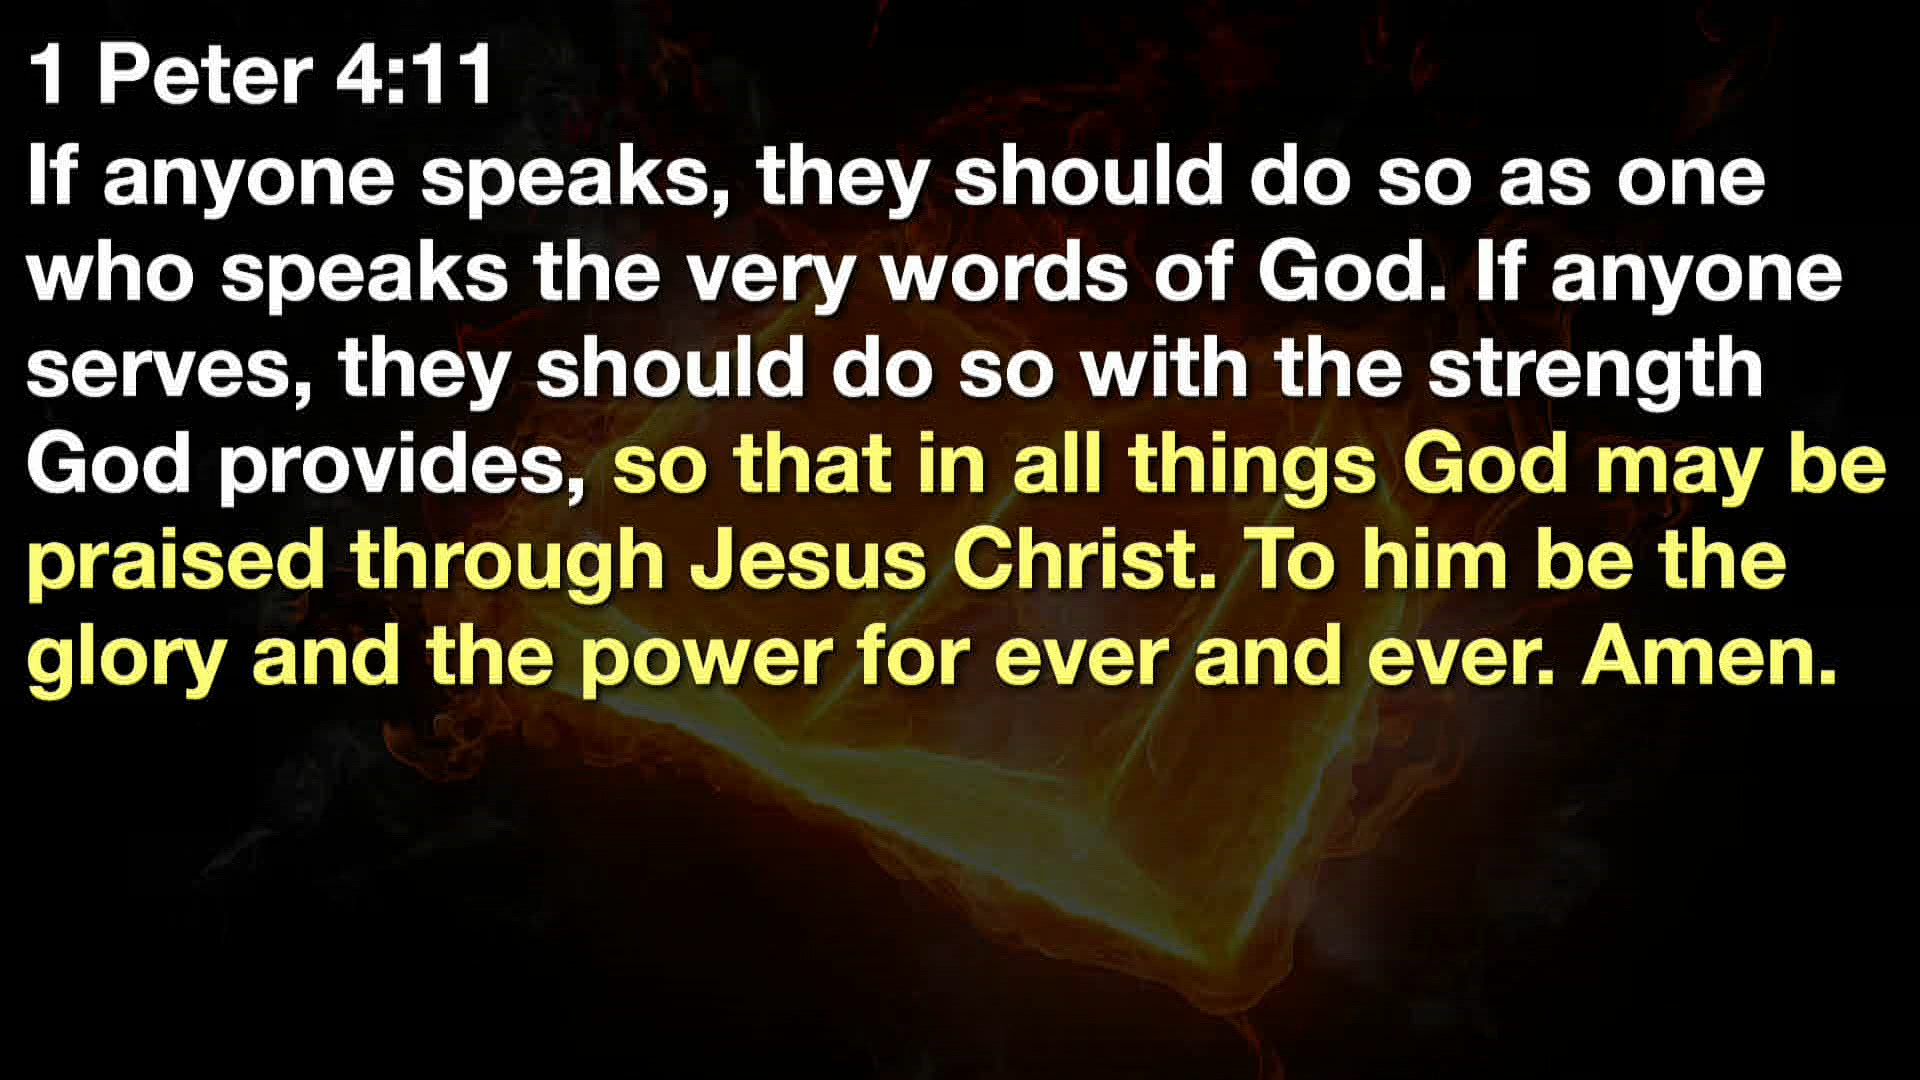 1 Peter 4:11
If anyone speaks, they should do so as one
who speaks the very words of God. If anyone
serves, they should do so with the strength
God provides, so that in all things God may be
praised through Jesus Christ. To him be the
glory and the power for ever and ever. Amen.